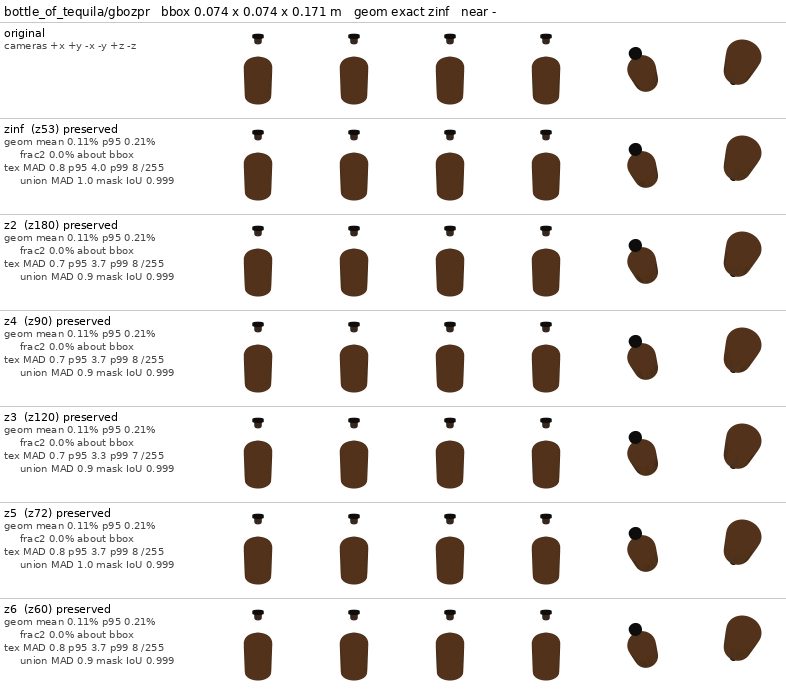 bottle_of_tequila/gbozpr   bbox 0.074 x 0.074 x 0.171 m   geom exact zinf   near -
original
cameras +x +y -x -y +z -z
zinf  (z53) preserved
geom mean 0.11% p95 0.21%
frac2 0.0% about bbox
tex MAD 0.8 p95 4.0 p99 8 /255
union MAD 1.0 mask IoU 0.999
z2  (z180) preserved
geom mean 0.11% p95 0.21%
frac2 0.0% about bbox
tex MAD 0.7 p95 3.7 p99 8 /255
union MAD 0.9 mask IoU 0.999
z4  (z90) preserved
geom mean 0.11% p95 0.21%
frac2 0.0% about bbox
tex MAD 0.7 p95 3.7 p99 8 /255
union MAD 0.9 mask IoU 0.999
z3  (z120) preserved
geom mean 0.11% p95 0.21%
frac2 0.0% about bbox
tex MAD 0.7 p95 3.3 p99 7 /255
union MAD 0.9 mask IoU 0.999
z5  (z72) preserved
geom mean 0.11% p95 0.21%
frac2 0.0% about bbox
tex MAD 0.8 p95 3.7 p99 8 /255
union MAD 1.0 mask IoU 0.999
z6  (z60) preserved
geom mean 0.11% p95 0.21%
frac2 0.0% about bbox
tex MAD 0.8 p95 3.7 p99 8 /255
union MAD 0.9 mask IoU 0.999